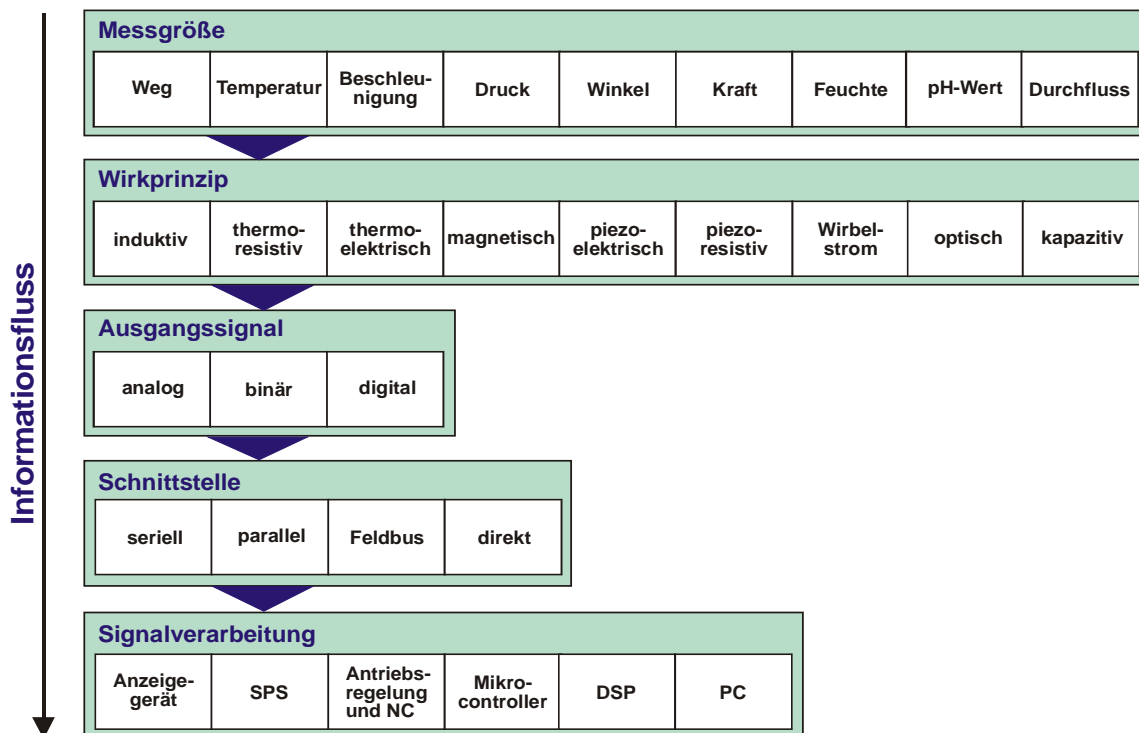 Informationsfluss
Messgröße
Weg
Temperatur
Beschleu-
nigung
Druck
Winkel
Kraft
Feuchte
pH-Wert
Durchfluss
Wirkprinzip
induktiv
thermo-
resistiv
thermo-
elektrisch
magnetisch
piezo-
elektrisch
piezo-
resistiv
Wirbel-
strom
optisch
kapazitiv
Ausgangssignal
analog
binär
digital
Schnittstelle
seriell
parallel
Feldbus
direkt
Signalverarbeitung
Anzeige-
gerät
SPS
Antriebs-
regelung
und NC
Mikro-
controller
DSP
PC